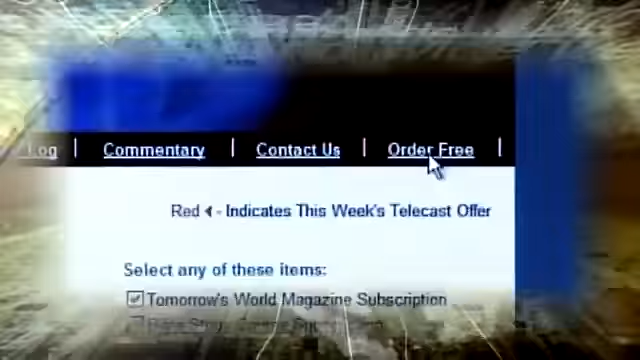 Log | Commentary | Contact Us | Order Free |
Red - Indicates This Week's Telecast Offer
Select any of these items:
Tomorrow's World Magazine Subscription